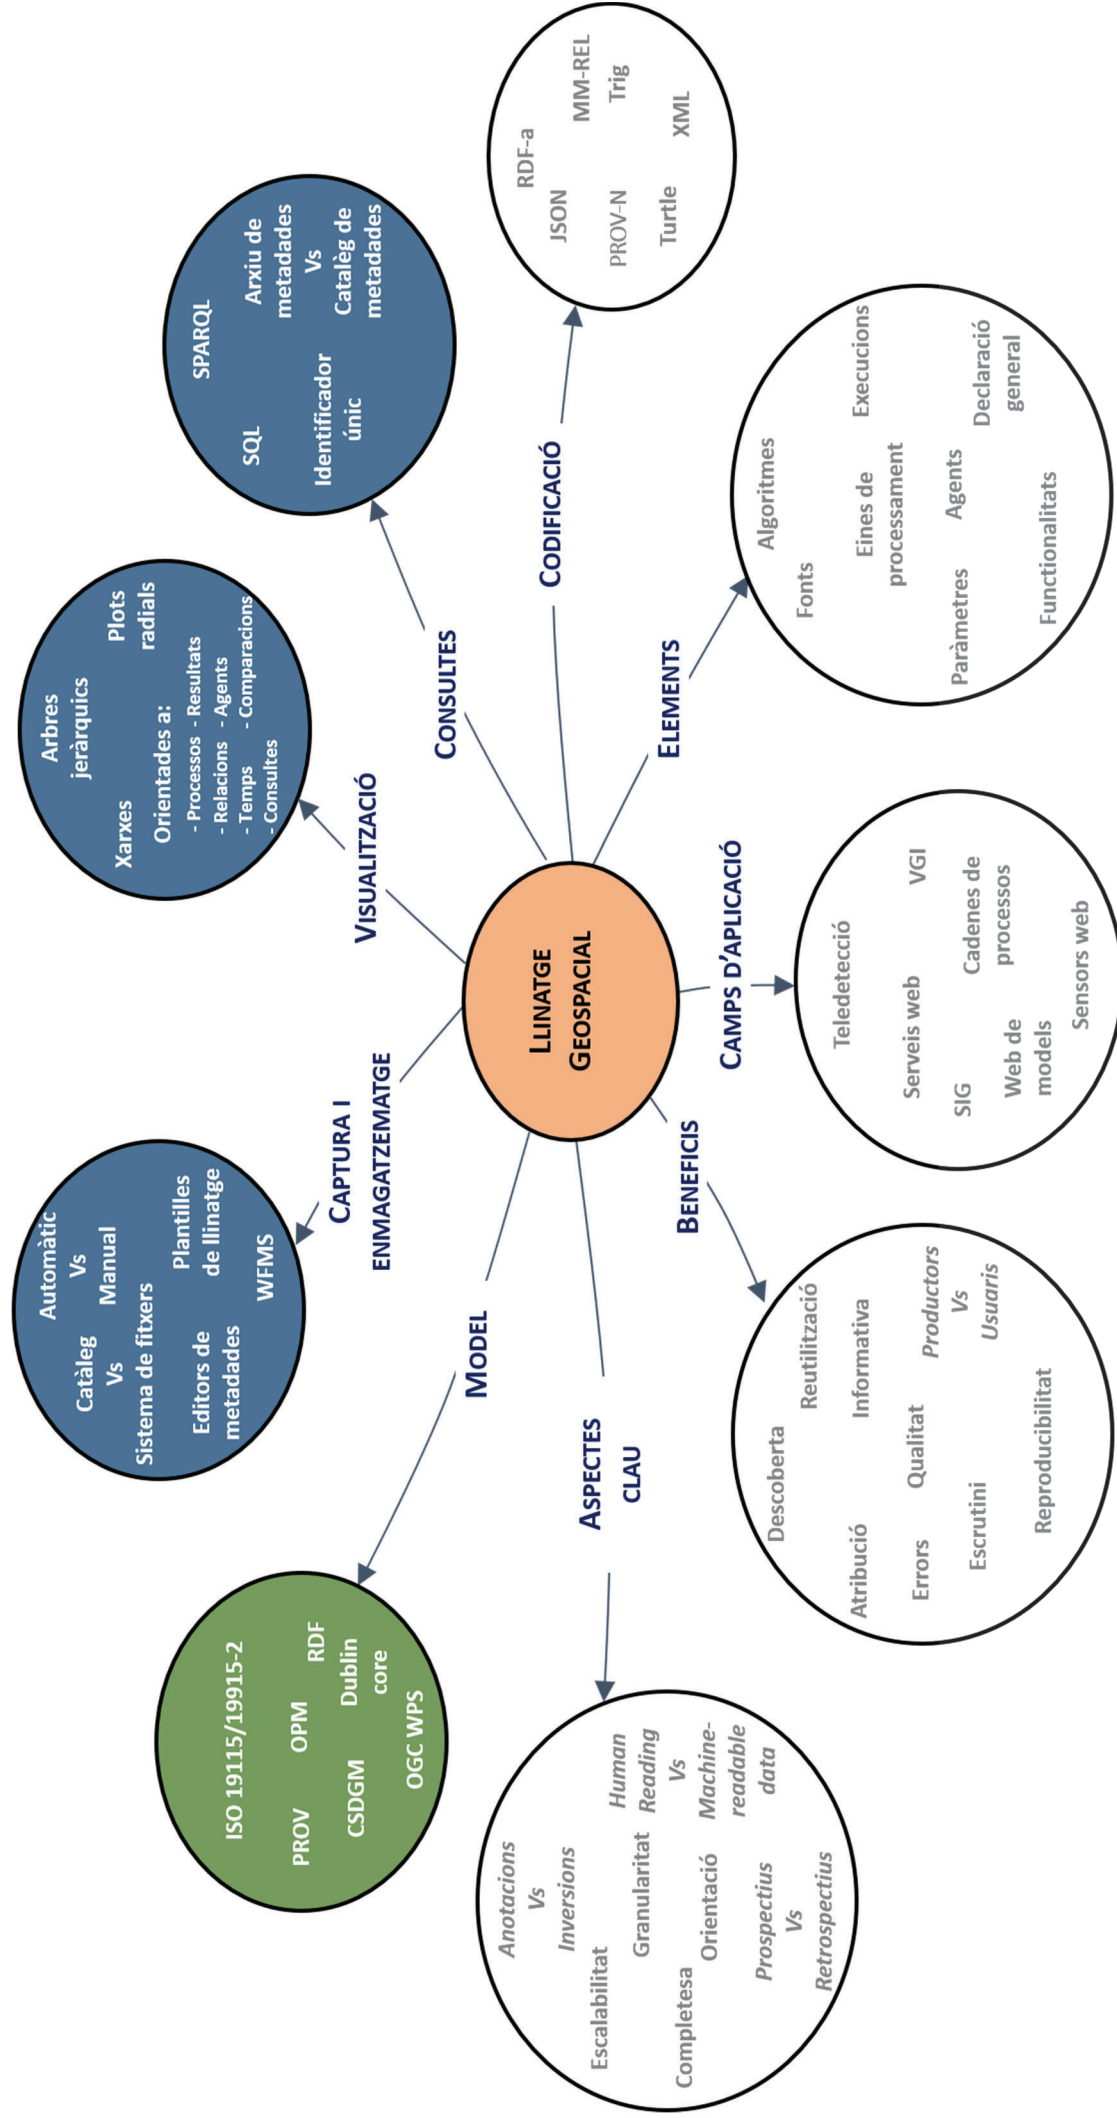 LLINATGE
GEOSPACIAL
MODEL
ISO 19115/19915-2
PROV
OPM
RDF
CSDGM
Dublin
core
OGC WPS
CAPTURA I
ENMAGATZEMATGE
Automàtic
Vs
Manual
Catàleg
Vs
Sistema de fitxers
Plantilles
de llinatge
Editors de
metadades
WFMS
VISUALITZACIÓ
Arbres
jeràrquics
Xarxes
Plots
radials
Orientades a:
- Processos - Resultats
- Relacions - Agents
- Temps - Comparacions
- Consultes
CONSULTES
SPARQL
SQL
Arxiu de
metadades
Vs
Catalèg de
metadades
Identificador
únic
CODIFICACIÓ
RDF-a
JSON
MM-REL
PROV-N
Trig
Turtle
XML
ELEMENTS
Algoritmes
Fonts
Execucions
Eines de
processament
Paràmetres
Agents
Declaració
general
Functionalitats
CAMPS D'APLICACIÓ
Teledetecció
Serveis web
VGI
SIG
Cadenes de
processos
Web de
models
Sensors web
BENEFICIS
Descoberta
Reutilització
Atribució
Informativa
Errors
Qualitat
Productors
Vs
Usuaris
Escrutini
Reproducibilitat
ASPECTES
CLAU
Anotacions
Vs
Inversions
Escalabilitat
Human
Reading
Vs
Machine-
readable
data
Granularitat
Completesa
Orientació
Prospectius
Vs
Retrospectius